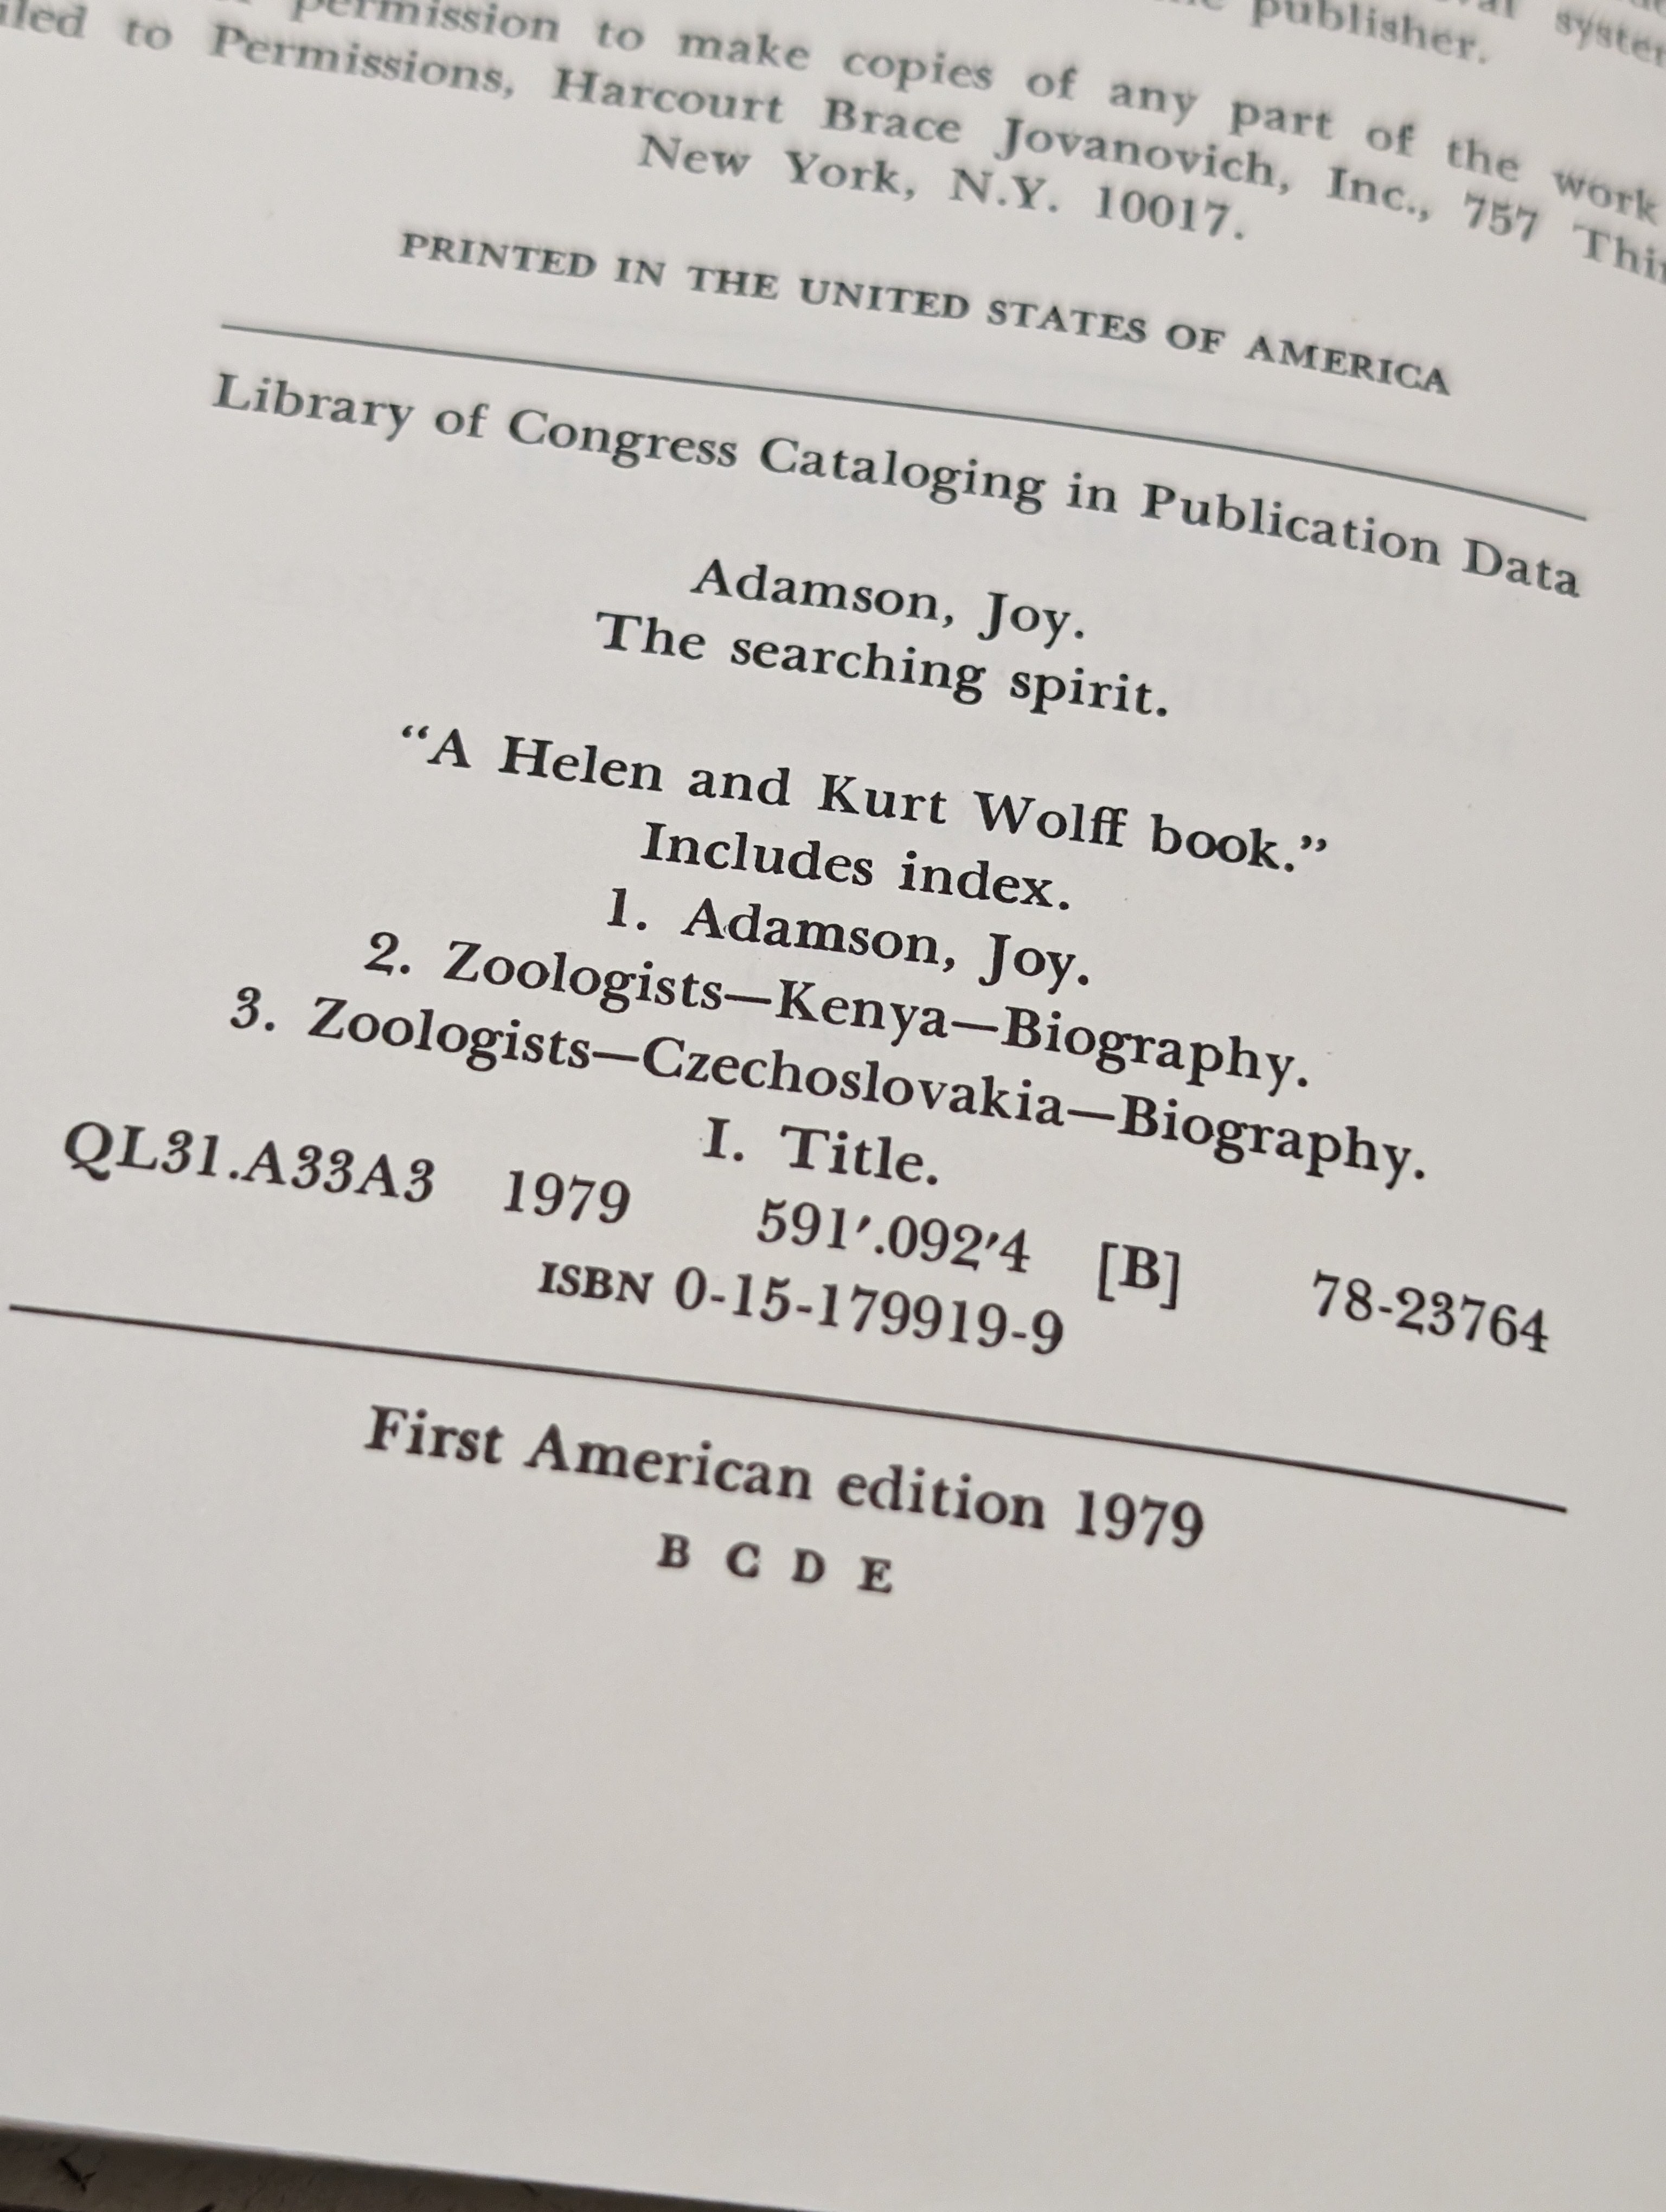 publisher.
permission to make copies of any part of the work
to Permissions, Harcourt Brace Jovanovich, Inc., 757
New York, N.Y. 10017.
PRINTED IN THE UNITED STATES OF AMERICA
Library of Congress Cataloging in Publication Data
Adamson, Joy.
The searching spirit.
“A Helen and Kurt Wolff book.”
Includes index.
1. Adamson, Joy.
2. Zoologists—Kenya—Biography.
3. Zoologists—Czechoslovakia—Biography.
I. Title.
QL31.A33A3 1979 591′.092′4 [B] 78-23764
ISBN 0-15-179919-9
First American edition 1979
B C D E